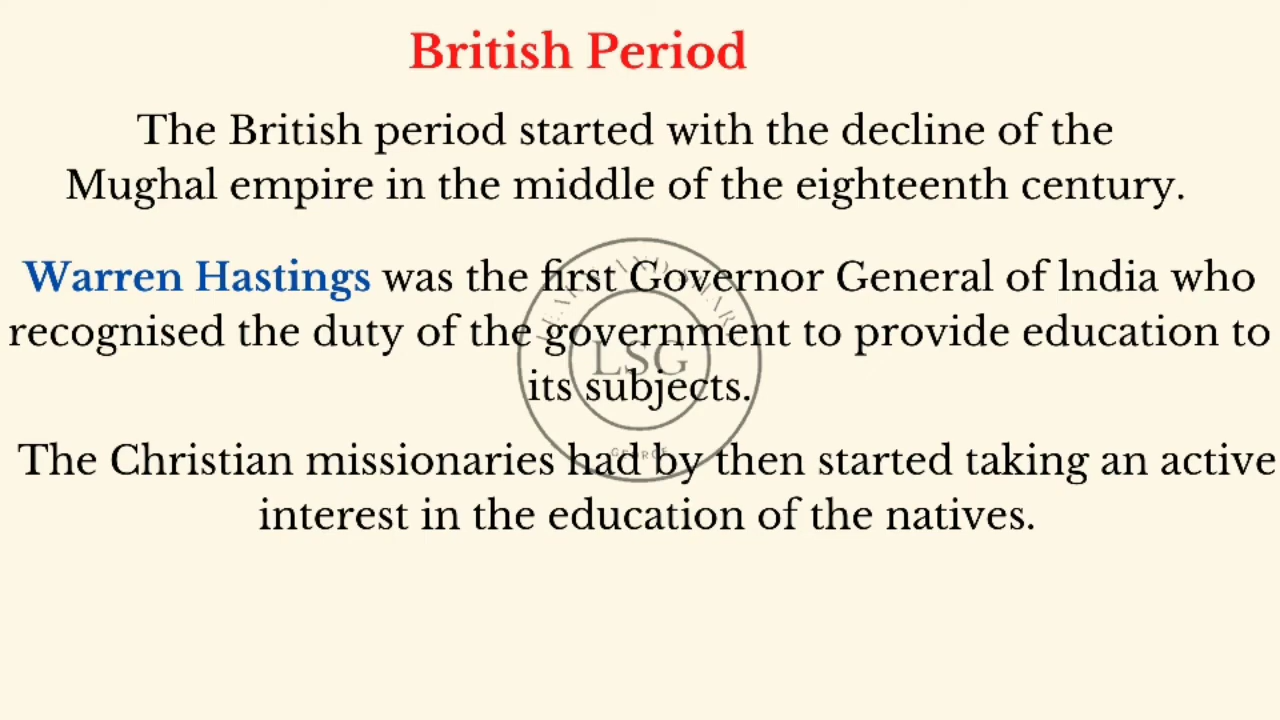 British Period
The British period started with the decline of the
Mughal empire in the middle of the eighteenth century.
Warren Hastings was the first Governor General of lndia who
recognised the duty of the government to provide education to
its subjects.
The Christian missionaries had by then started taking an active
interest in the education of the natives.
LSG
GEORGE